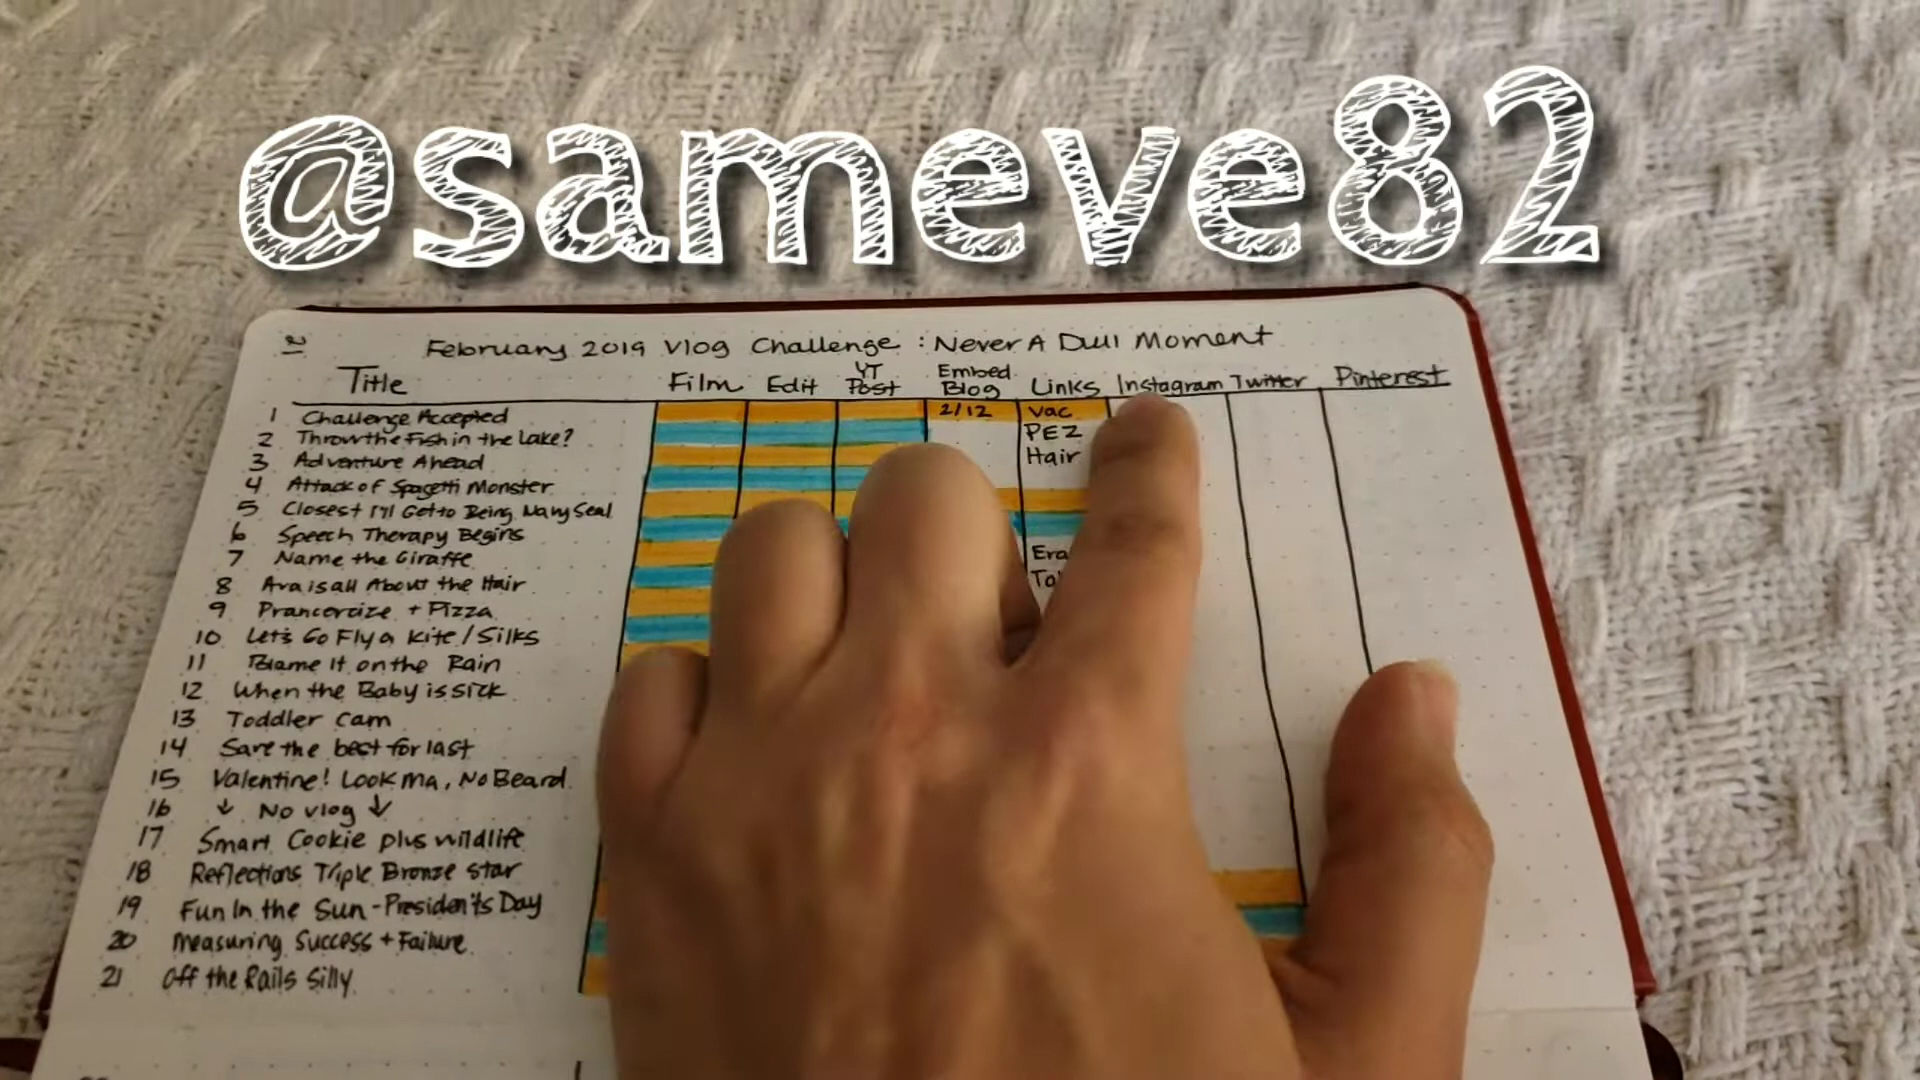 @sameve82
February 2019 Vlog Challenge : Never A Dull Moment
Title Film Edit YT Post Embed Blog Links Instagram Twitter Pinterest
1 Challenge Accepted 2/12 Vac
2 Throw the Fish in the Lake? PEZ
3 Adventure Ahead Hair
4 Attack of Spagetti Monster
5 Closest I'll Get to Being Navy Seal
6 Speech Therapy Begins
7 Name the Giraffe
8 Ava is all About the Hair
9 Prancercize + Pizza
10 Let's Go Fly a Kite / Silks
11 Blame It on the Rain
12 When the Baby is sick
13 Toddler Cam
14 Save the best for last
15 Valentine! Look Ma, No Beard
16 ↓ No vlog ↓
17 Smart Cookie plus wildlife
18 Reflections Triple Bronze Star
19 Fun In the Sun - President's Day
20 Measuring Success + Failure
21 Off the Rails Silly